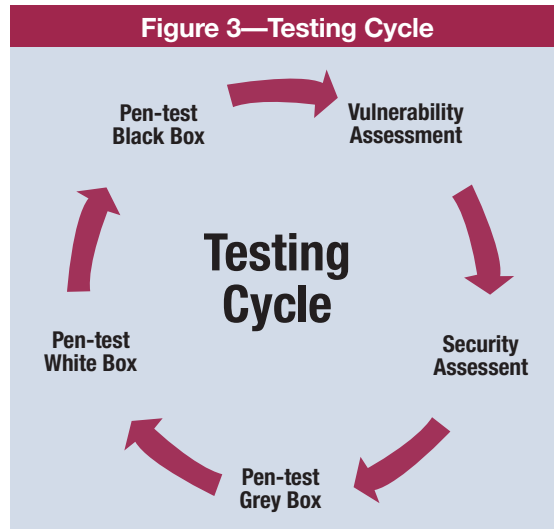 Figure 3—Testing Cycle
Pen-test
Black Box
Vulnerability
Assessment
Testing
Cycle
Pen-test
White Box
Security
Assessent
Pen-test
Grey Box